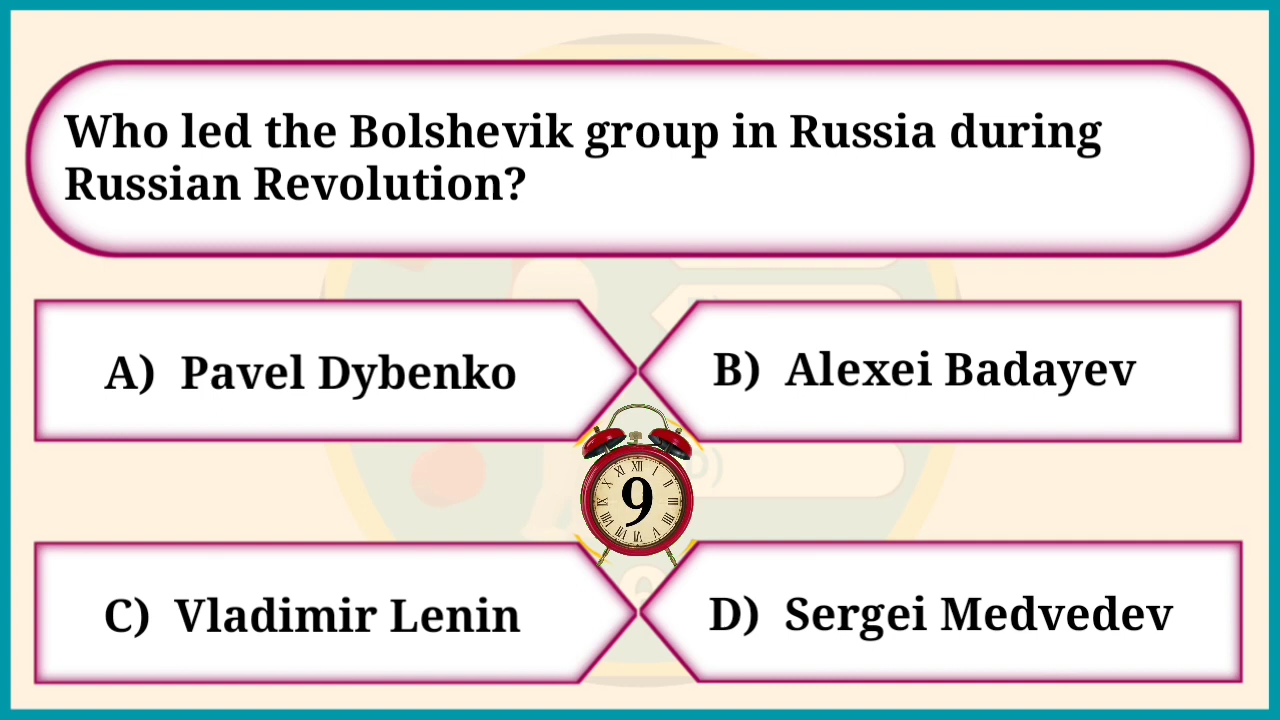 Who led the Bolshevik group in Russia during
Russian Revolution?
A) Pavel Dybenko
B) Alexei Badayev
9
C) Vladimir Lenin
D) Sergei Medvedev